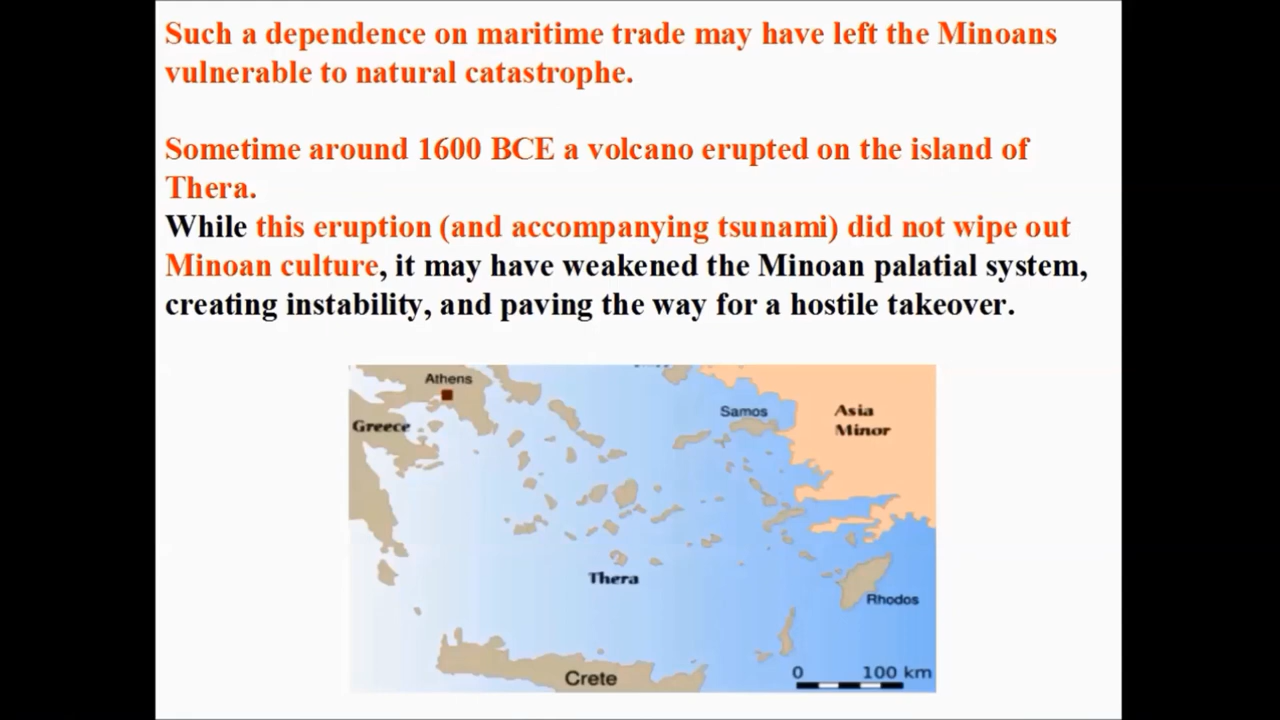 Such a dependence on maritime trade may have left the Minoans
vulnerable to natural catastrophe.
Sometime around 1600 BCE a volcano erupted on the island of
Thera.
While this eruption (and accompanying tsunami) did not wipe out
Minoan culture, it may have weakened the Minoan palatial system,
creating instability, and paving the way for a hostile takeover.
Athens
Greece
Samos
Asia
Minor
Thera
Rhodos
Crete
0 100 km